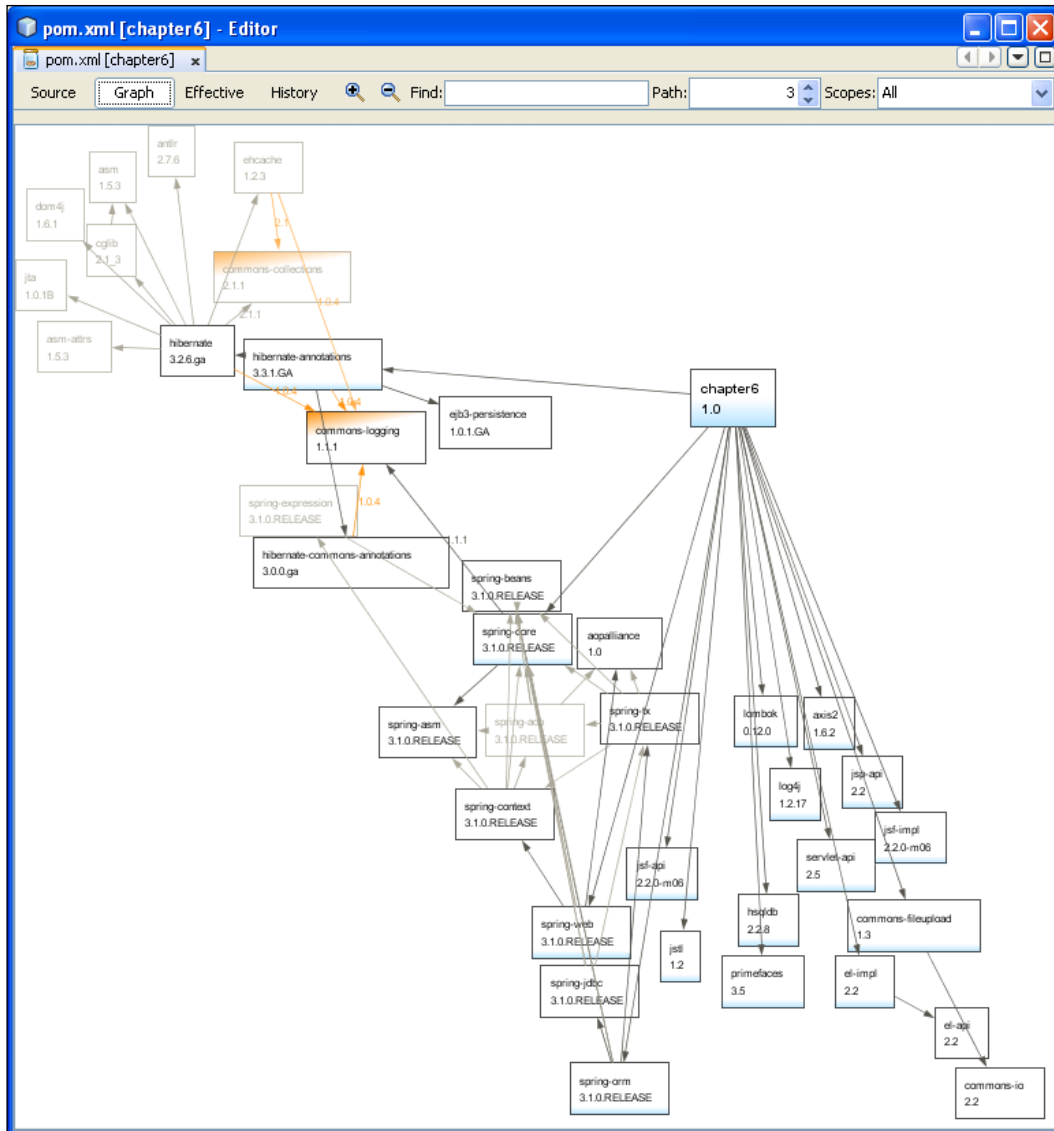 pom.xml [chapter6] - Editor
pom.xml [chapter6] x
Source Graph Effective History Find: Path: 3 Scopes: All
antlr
2.7.6
ehcache
1.2.3
asm
1.5.3
dom4j
1.6.1
2.1
cglib
2.1_3
commons-collections
2.1.1
jta
1.0.1B
1.0.4
2.1.1
asm-attrs
1.5.3
hibernate
3.2.6.ga
hibernate-annotations
3.3.1.GA
chapter6
1.0
1.0.4
1.0.4
ejb3-persistence
1.0.1.GA
commons-logging
1.1.1
spring-expression
3.1.0.RELEASE
1.0.4
1.1.1
hibernate-commons-annotations
3.0.0.ga
spring-beans
3.1.0.RELEASE
spring-core
3.1.0.RELEASE
aopalliance
1.0
spring-asm
3.1.0.RELEASE
spring-aop
3.1.0.RELEASE
spring-tx
3.1.0.RELEASE
lombok
0.12.0
axis2
1.6.2
log4j
1.2.17
jsp-api
2.2
spring-context
3.1.0.RELEASE
jsf-impl
2.2.0-m06
jsf-api
2.2.0-m06
servlet-api
2.5
spring-web
3.1.0.RELEASE
hsqldb
2.2.8
commons-fileupload
1.3
jstl
1.2
spring-jdbc
3.1.0.RELEASE
primefaces
3.5
el-impl
2.2
el-api
2.2
spring-orm
3.1.0.RELEASE
commons-io
2.2